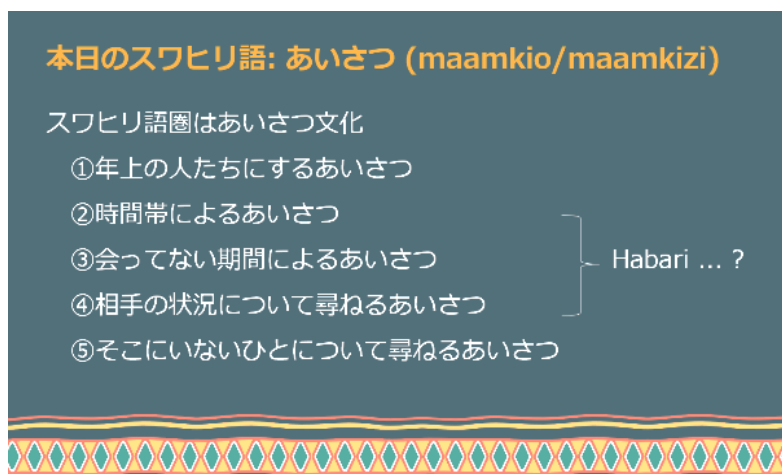 本日のスワヒリ語: あいさつ (maamkio/maamkizi)
スワヒリ語圏はあいさつ文化
①年上の人たちにするあいさつ
②時間帯によるあいさつ
③会ってない期間によるあいさつ
④相手の状況について尋ねるあいさつ
Habari ... ?
⑤そこにいないひとについて尋ねるあいさつ